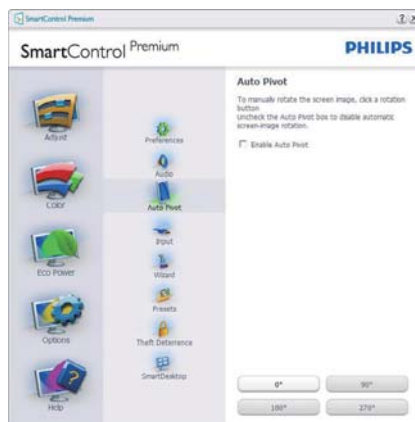 SmartControl Premium
SmartControl Premium
PHILIPS
Adjust
Color
Eco Power
Options
Help
Preferences
Audio
Auto Pivot
Input
Wizard
Presets
Theft Deterrence
SmartDesktop
Auto Pivot
To manually rotate the screen image, click a rotation
button
Uncheck the Auto Pivot box to disable automatic
screen-image rotation.
Enable Auto Pivot
0°
90°
180°
270°